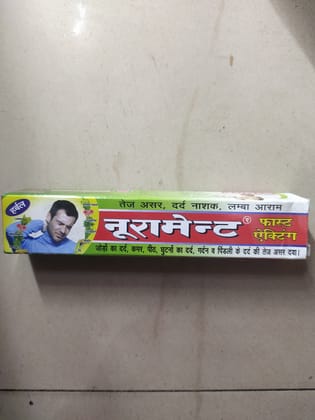 हर्बल
तेज असर, दर्द नाशक, लम्बा आराम
नूरामेन्ट
फास्ट
ऐक्टिंग
जोड़ों का दर्द, कमर, पीठ, घुटनों का दर्द, गर्दन व पिंडली के दर्द की तेज असर दवा।